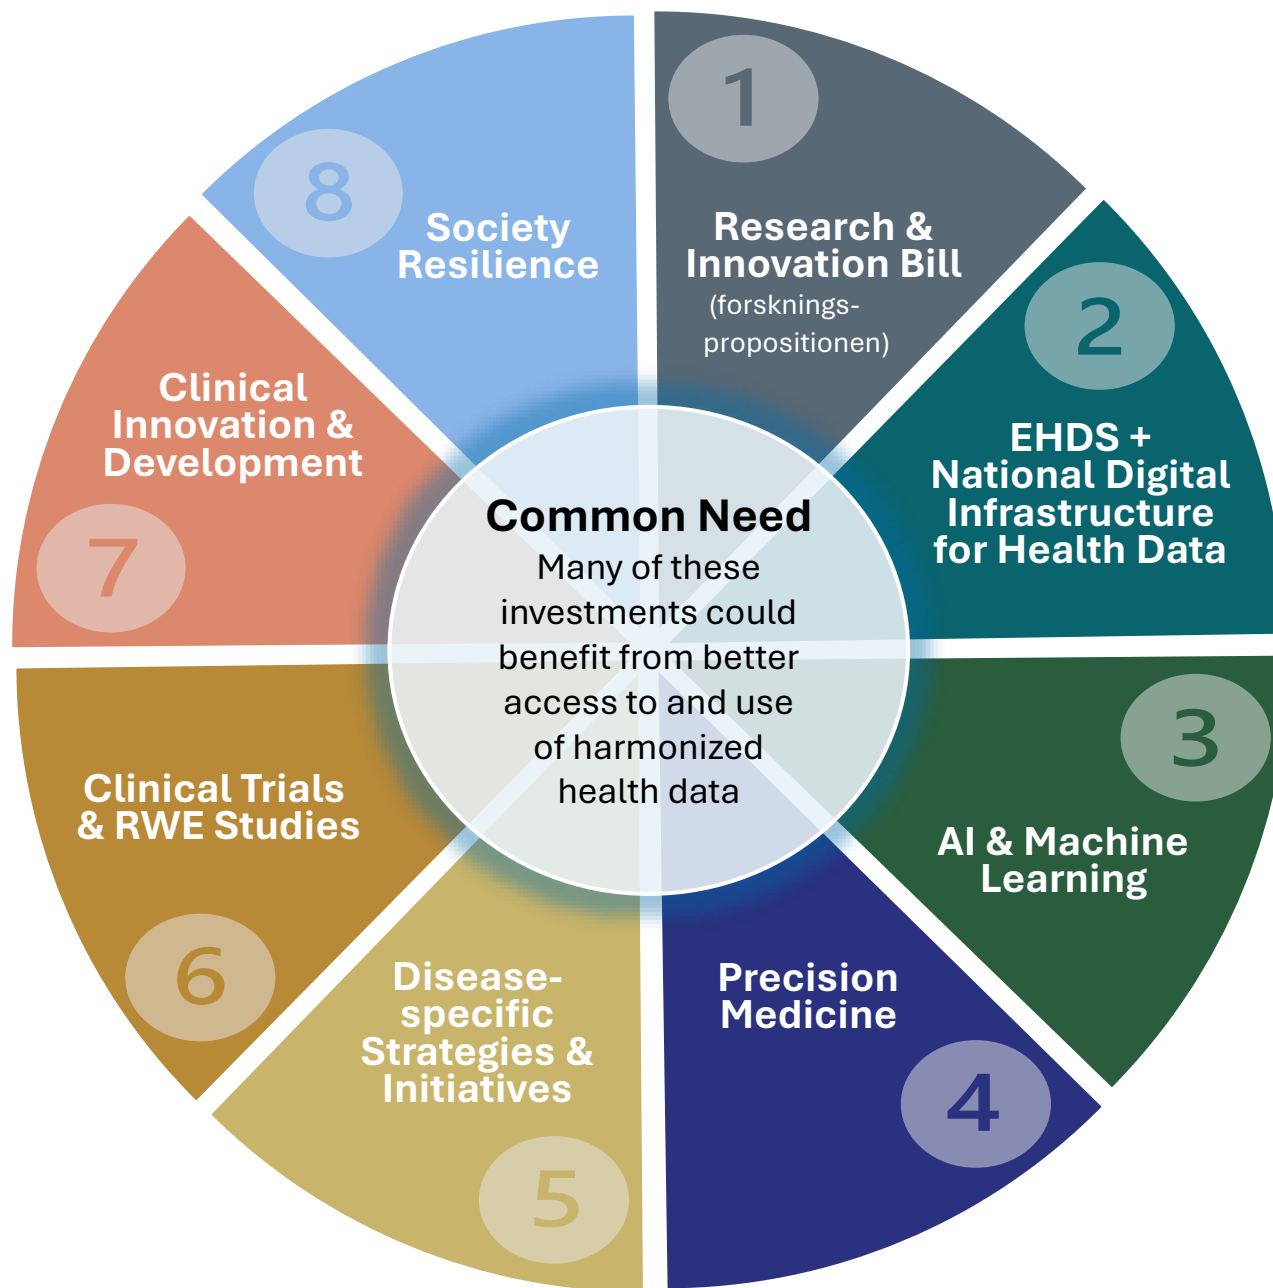 1
Research &
Innovation Bill
(forsknings-
propositionen)
2
EHDS +
National Digital
Infrastructure
for Health Data
3
AI & Machine
Learning
Precision
Medicine
4
Disease-
specific
Strategies &
Initiatives
5
Clinical Trials
& RWE Studies
6
Clinical
Innovation &
Development
7
8
Society
Resilience
Common Need
Many of these
investments could
benefit from better
access to and use
of harmonized
health data